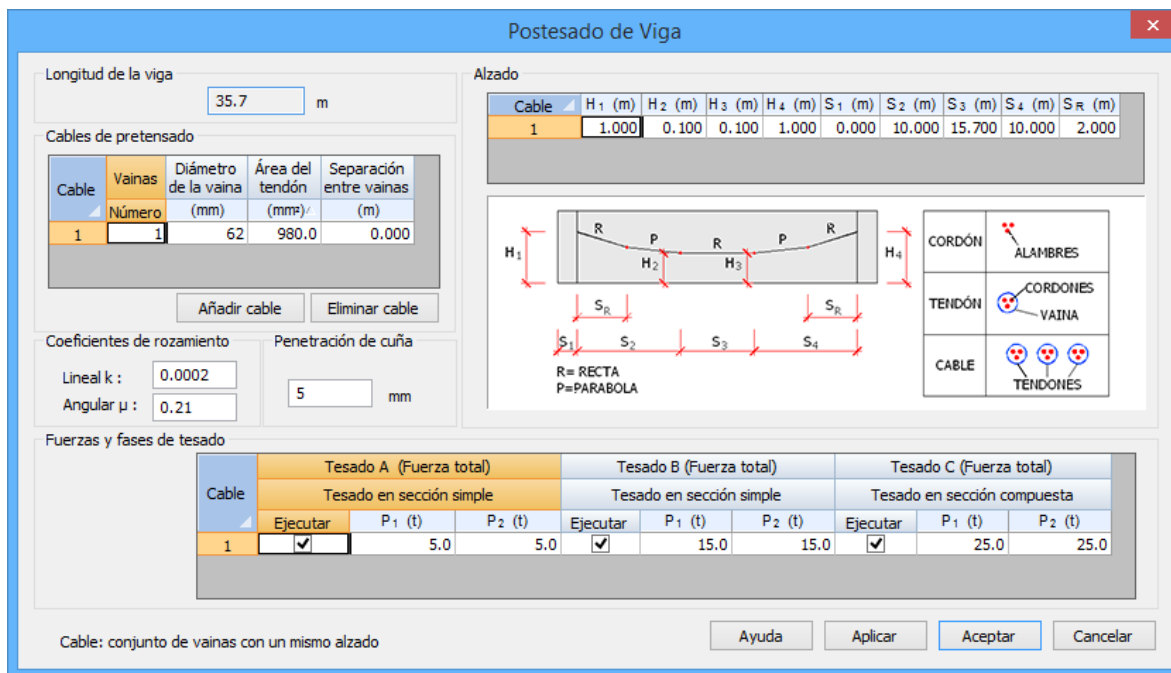 Postesado de Viga
Longitud de la viga
35.7 m
Cables de pretensado
Cable Vainas Diámetro de la vaina Área del tendón Separación entre vainas
Número (mm) (mm²) (m)
1 1 62 980.0 0.000
Añadir cable Eliminar cable
Coeficientes de rozamiento
Lineal k : 0.0002
Angular μ : 0.21
Penetración de cuña
5 mm
Alzado
Cable H1 (m) H2 (m) H3 (m) H4 (m) S1 (m) S2 (m) S3 (m) S4 (m) SR (m)
1 1.000 0.100 0.100 1.000 0.000 10.000 15.700 10.000 2.000
R P R P R
H1 H2 H3 H4
SR SR
S1 S2 S3 S4
R= RECTA
P=PARABOLA
CORDÓN ALAMBRES
TENDÓN CORDONES
VAINA
CABLE TENDONES
Fuerzas y fases de tesado
Cable Tesado A (Fuerza total) Tesado B (Fuerza total) Tesado C (Fuerza total)
Tesado en sección simple Tesado en sección simple Tesado en sección compuesta
Ejecutar P1 (t) P2 (t) Ejecutar P1 (t) P2 (t) Ejecutar P1 (t) P2 (t)
1 5.0 5.0 15.0 15.0 25.0 25.0
Cable: conjunto de vainas con un mismo alzado
Ayuda Aplicar Aceptar Cancelar